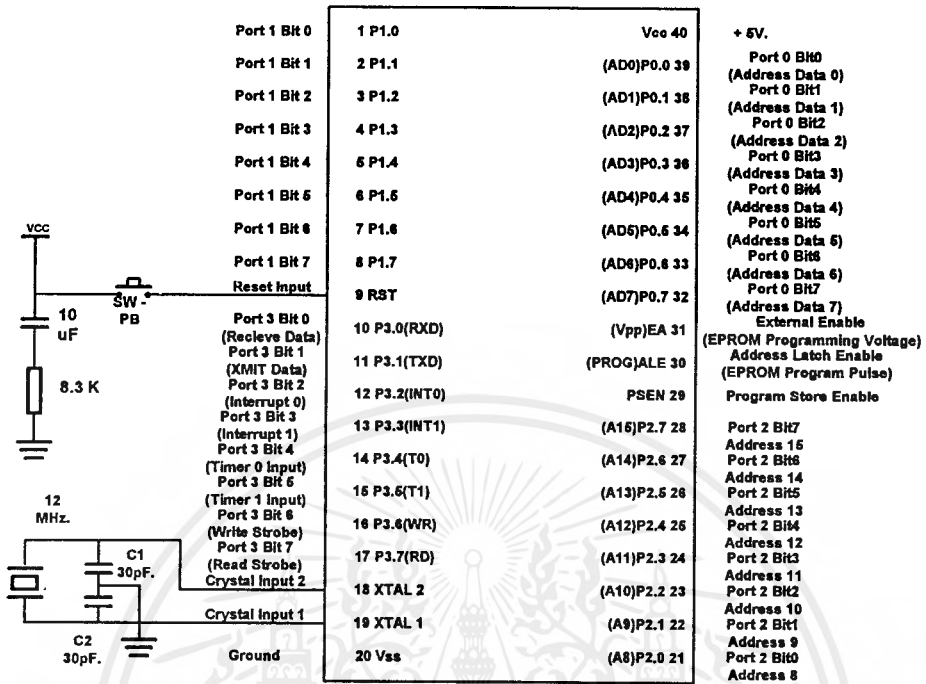 Port 1 Bit 0
Port 1 Bit 1
Port 1 Bit 2
Port 1 Bit 3
Port 1 Bit 4
Port 1 Bit 5
Port 1 Bit 6
Port 1 Bit 7
Reset Input
Port 3 Bit 0
(Recieve Data)
Port 3 Bit 1
(XMIT Data)
Port 3 Bit 2
(Interrupt 0)
Port 3 Bit 3
(Interrupt 1)
Port 3 Bit 4
(Timer 0 Input)
Port 3 Bit 5
(Timer 1 Input)
Port 3 Bit 6
(Write Strobe)
Port 3 Bit 7
(Read Strobe)
Crystal Input 2
Crystal Input 1
Ground
VCC
SW -
PB
10
uF
8.3 K
12
MHz.
C1
30pF.
C2
30pF.
1 P1.0
2 P1.1
3 P1.2
4 P1.3
5 P1.4
6 P1.5
7 P1.6
8 P1.7
9 RST
10 P3.0(RXD)
11 P3.1(TXD)
12 P3.2(INT0)
13 P3.3(INT1)
14 P3.4(T0)
15 P3.5(T1)
16 P3.6(WR)
17 P3.7(RD)
18 XTAL 2
19 XTAL 1
20 Vss
Vcc 40
(AD0)P0.0 39
(AD1)P0.1 38
(AD2)P0.2 37
(AD3)P0.3 36
(AD4)P0.4 35
(AD5)P0.5 34
(AD6)P0.6 33
(AD7)P0.7 32
(Vpp)EA 31
(PROG)ALE 30
PSEN 29
(A15)P2.7 28
(A14)P2.6 27
(A13)P2.5 26
(A12)P2.4 25
(A11)P2.3 24
(A10)P2.2 23
(A9)P2.1 22
(A8)P2.0 21
+ 5V.
Port 0 Bit0
(Address Data 0)
Port 0 Bit1
(Address Data 1)
Port 0 Bit2
(Address Data 2)
Port 0 Bit3
(Address Data 3)
Port 0 Bit4
(Address Data 4)
Port 0 Bit5
(Address Data 5)
Port 0 Bit6
(Address Data 6)
Port 0 Bit7
(Address Data 7)
External Enable
(EPROM Programming Voltage)
Address Latch Enable
(EPROM Program Pulse)
Program Store Enable
Port 2 Bit7
Address 15
Port 2 Bit6
Address 14
Port 2 Bit5
Address 13
Port 2 Bit4
Address 12
Port 2 Bit3
Address 11
Port 2 Bit2
Address 10
Port 2 Bit1
Address 9
Port 2 Bit0
Address 8